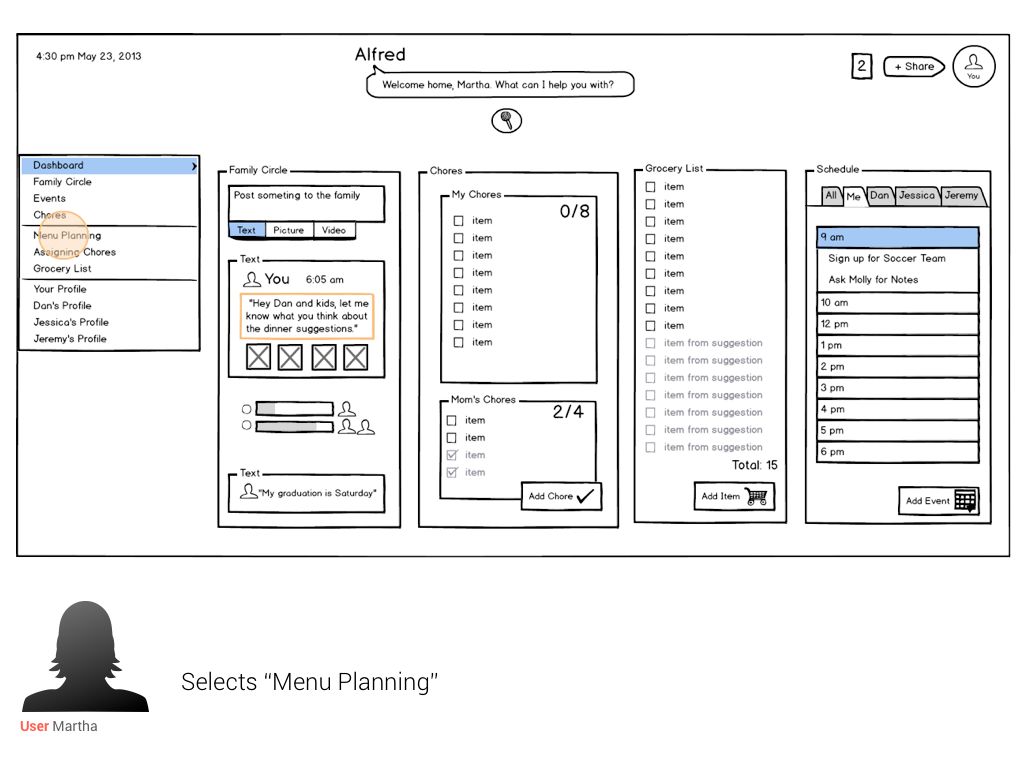 4:30 pm May 23, 2013
Alfred
Welcome home, Martha. What can I help you with?
2
+ Share
You
Dashboard
Family Circle
Events
Chores
Menu Planning
Assigning Chores
Grocery List
Your Profile
Dan's Profile
Jessica's Profile
Jeremy's Profile
Family Circle
Post someting to the family
Text Picture Video
Text
You 6:05 am
"Hey Dan and kids, let me
know what you think about
the dinner suggestions."
Text
"My graduation is Saturday"
Chores
My Chores
0/8
item
item
item
item
item
item
item
item
Mom's Chores
2/4
item
item
item
item
Add Chore
Grocery List
item
item
item
item
item
item
item
item
item
item from suggestion
item from suggestion
item from suggestion
item from suggestion
item from suggestion
item from suggestion
item from suggestion
Total: 15
Add Item
Schedule
All Me Dan Jessica Jeremy
9 am
Sign up for Soccer Team
Ask Molly for Notes
10 am
12 pm
1 pm
2 pm
3 pm
4 pm
5 pm
6 pm
Add Event
Selects “Menu Planning”
User Martha